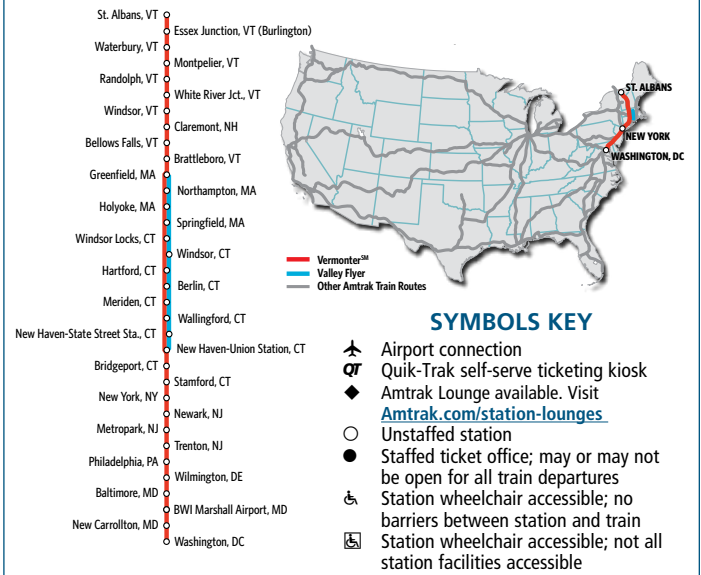 St. Albans, VT
Essex Junction, VT (Burlington)
Waterbury, VT
Montpelier, VT
Randolph, VT
White River Jct., VT
Windsor, VT
Claremont, NH
Bellows Falls, VT
Brattleboro, VT
Greenfield, MA
Northampton, MA
Holyoke, MA
Springfield, MA
Windsor Locks, CT
Windsor, CT
Hartford, CT
Berlin, CT
Meriden, CT
Wallingford, CT
New Haven-State Street Sta., CT
New Haven-Union Station, CT
Bridgeport, CT
Stamford, CT
New York, NY
Newark, NJ
Metropark, NJ
Trenton, NJ
Philadelphia, PA
Wilmington, DE
Baltimore, MD
BWI Marshall Airport, MD
New Carrollton, MD
Washington, DC
ST. ALBANS
NEW YORK
WASHINGTON, DC
Vermonter℠
Valley Flyer
Other Amtrak Train Routes
SYMBOLS KEY
Airport connection
QT Quik-Trak self-serve ticketing kiosk
◆ Amtrak Lounge available. Visit
Amtrak.com/station-lounges
○ Unstaffed station
● Staffed ticket office; may or may not
be open for all train departures
Station wheelchair accessible; no
barriers between station and train
Station wheelchair accessible; not all
station facilities accessible